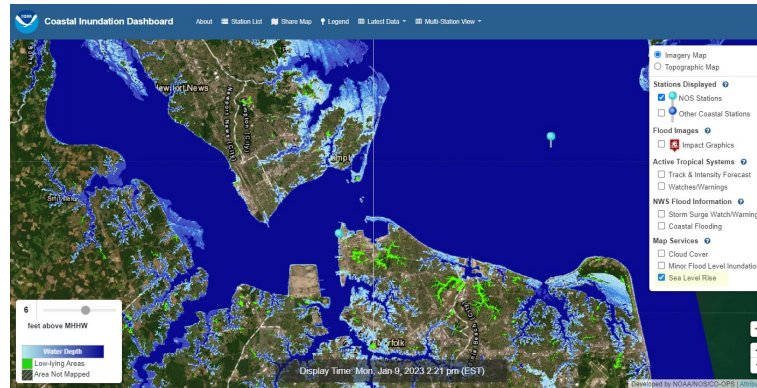 NOAA
Coastal Inundation Dashboard
About
Station List
Share Map
Legend
Latest Data
Multi-Station View
Imagery Map
Topographic Map
Stations Displayed
NOS Stations
Other Coastal Stations
Flood Images
Impact Graphics
Active Tropical Systems
Track & Intensity Forecast
Watches/Warnings
NWS Flood Information
Storm Surge Watch/Warning
Coastal Flooding
Map Services
Cloud Cover
Minor Flood Level Inundatio
Sea Level Rise
Newport News
Norfolk
6
feet above MHHW
Water Depth
Low-lying Areas
Area Not Mapped
Display Time: Mon, Jan 9, 2023 2:21 pm (EST)
Developed by NOAA/NOS/CO-OPS | Attribu